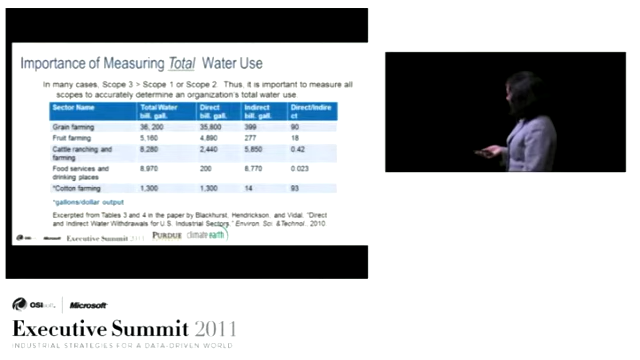 Importance of Measuring Total Water Use
In many cases, Scope 3 > Scope 1 or Scope 2. Thus, it is important to measure all
scopes to accurately determine an organization's total water use
Sector Name Total Water bill. gall. Direct bill. gall. Indirect bill. gall. Direct/Indire ct
Grain farming 36,200 35,800 399 90
Fruit farming 5,160 4,890 277 18
Cattle ranching and farming 8,280 2,440 5,850 0.42
Food services and drinking places 8,970 200 8,770 0.023
*Cotton farming 1,300 1,300 14 93
*gallons/dollar output
Excerpted from Tables 3 and 4 in the paper by Blackhurst, Hendrickson, and Vidal, "Direct
and Indirect Water Withdrawals for U.S. Industrial Sectors," Environ. Sci. & Technol., 2010.
Executive Summit 2011 PURDUE climate earth
OSIsoft. Microsoft
Executive Summit 2011
INDUSTRIAL STRATEGIES FOR A DATA-DRIVEN WORLD